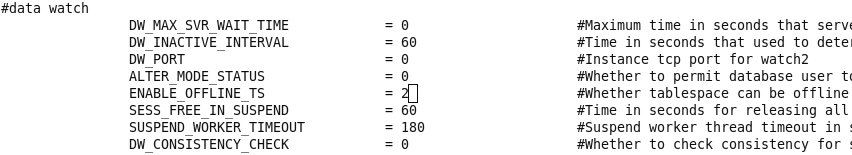 #data watch
DW_MAX_SVR_WAIT_TIME = 0 #Maximum time in seconds that
DW_INACTIVE_INTERVAL = 60 #Time in seconds that used to
DW_PORT = 0 #Instance tcp port for watch2
ALTER_MODE_STATUS = 0 #Whether to permit database user
ENABLE_OFFLINE_TS = 2 #Whether tablespace can be offline
SESS_FREE_IN_SUSPEND = 60 #Time in seconds for releasing all
SUSPEND_WORKER_TIMEOUT = 180 #Suspend worker thread timeout in
DW_CONSISTENCY_CHECK = 0 #Whether to check consistency for